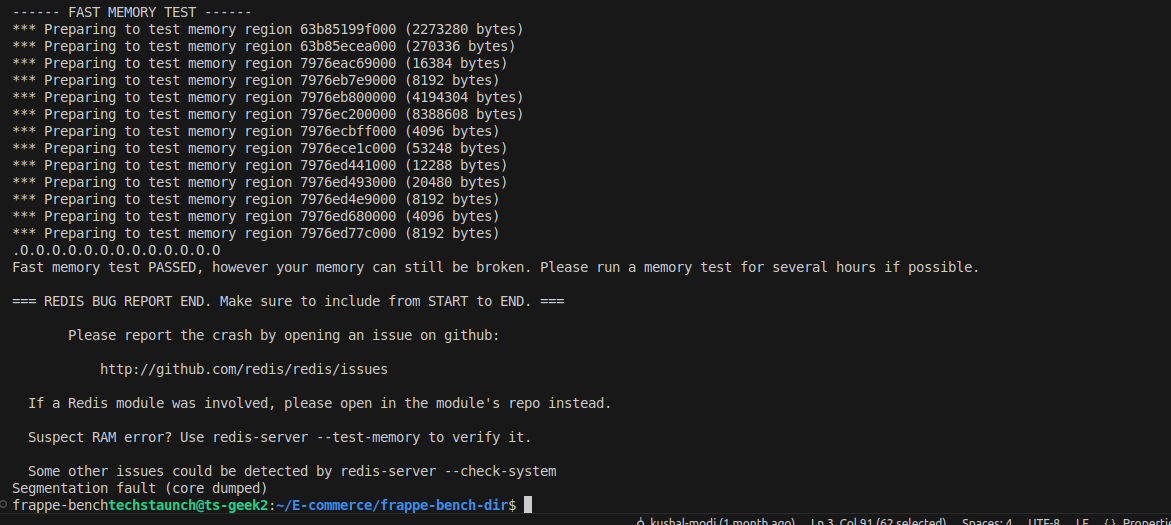 ------ FAST MEMORY TEST ------
*** Preparing to test memory region 63b85199f000 (2273280 bytes)
*** Preparing to test memory region 63b85ecea000 (270336 bytes)
*** Preparing to test memory region 7976eac69000 (16384 bytes)
*** Preparing to test memory region 7976eb7e9000 (8192 bytes)
*** Preparing to test memory region 7976eb800000 (4194304 bytes)
*** Preparing to test memory region 7976ec200000 (8388608 bytes)
*** Preparing to test memory region 7976ecbff000 (4096 bytes)
*** Preparing to test memory region 7976ece1c000 (53248 bytes)
*** Preparing to test memory region 7976ed441000 (12288 bytes)
*** Preparing to test memory region 7976ed493000 (20480 bytes)
*** Preparing to test memory region 7976ed4e9000 (8192 bytes)
*** Preparing to test memory region 7976ed680000 (4096 bytes)
*** Preparing to test memory region 7976ed77c000 (8192 bytes)
.O.O.O.O.O.O.O.O.O.O.O.O.O
Fast memory test PASSED, however your memory can still be broken. Please run a memory test for several hours if possible.
=== REDIS BUG REPORT END. Make sure to include from START to END. ===
Please report the crash by opening an issue on github:
http://github.com/redis/redis/issues
If a Redis module was involved, please open in the module's repo instead.
Suspect RAM error? Use redis-server --test-memory to verify it.
Some other issues could be detected by redis-server --check-system
Segmentation fault (core dumped)
frappe-benchtechstaunch@ts-geek2:~/E-commerce/frappe-bench-dir$
kushal-modi (1 month ago) Ln 3, Col 91 (62 selected) Spaces: 4 UTF-8 LF { }